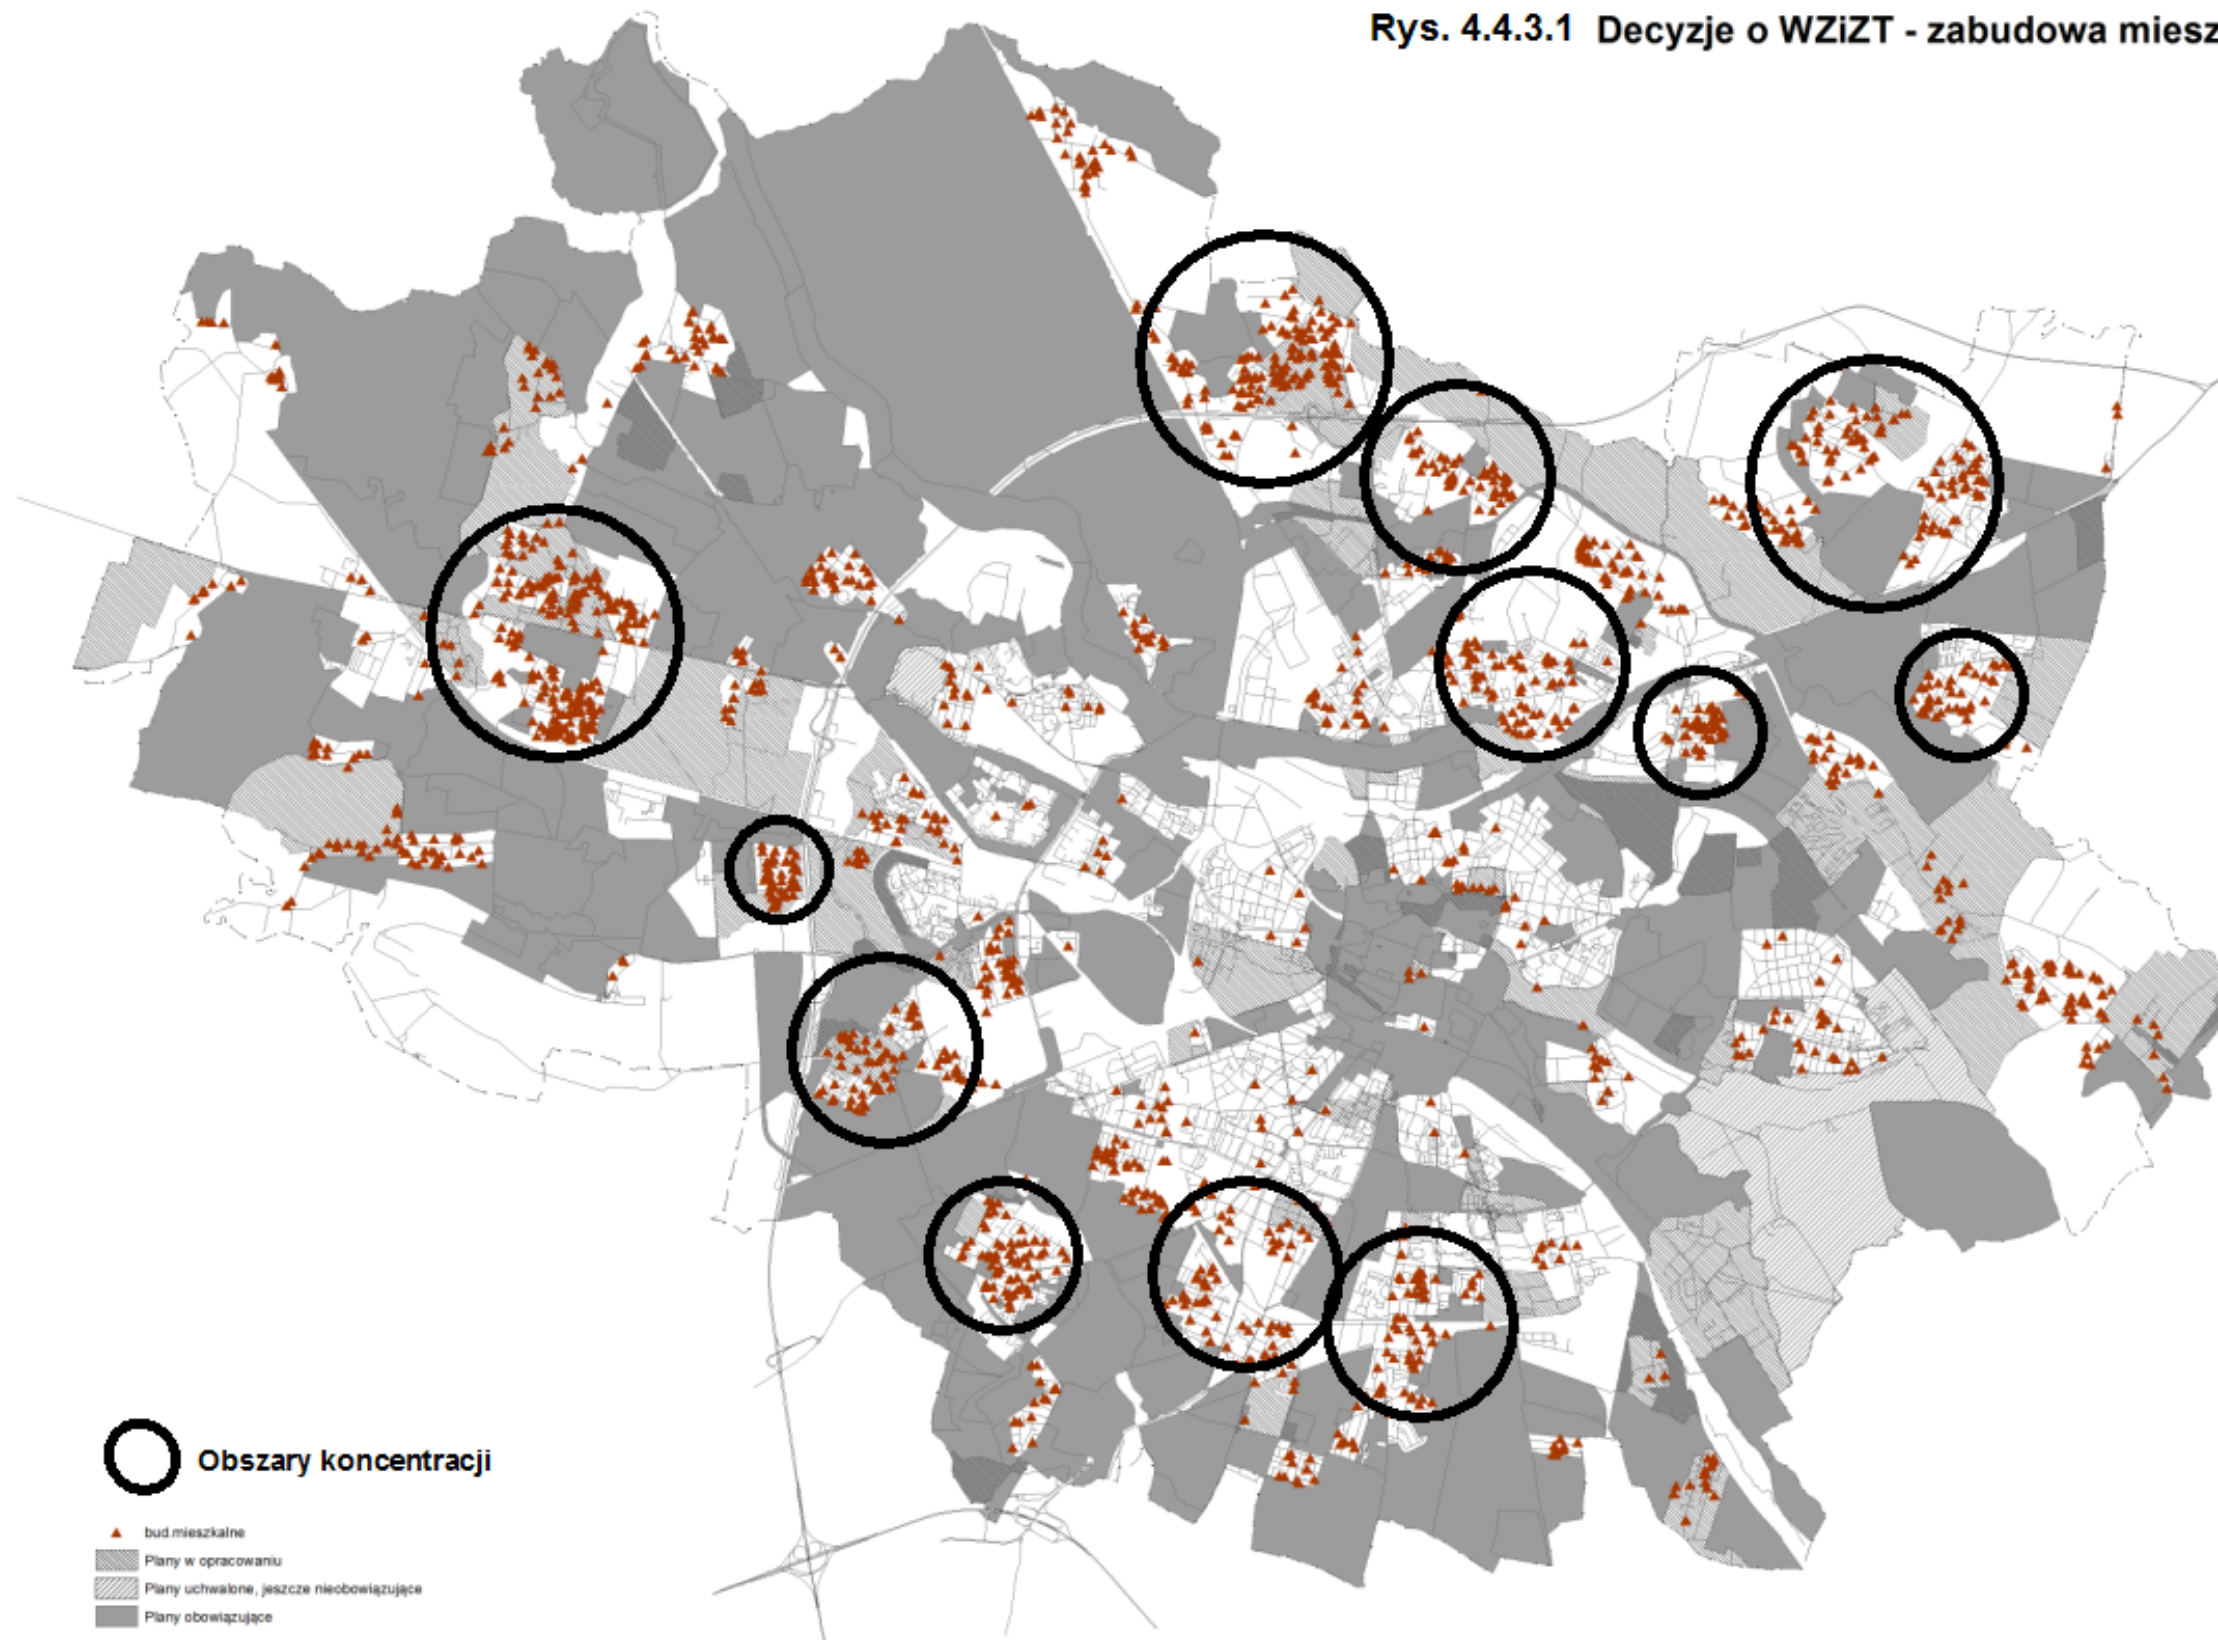 Rys. 4.4.3.1 Decyzje o WZiZT - zabudowa miesz
Obszary koncentracji
bud.mieszkalne
Plany w opracowaniu
Plany uchwalone, jeszcze nieobowiązujące
Plany obowiązujące